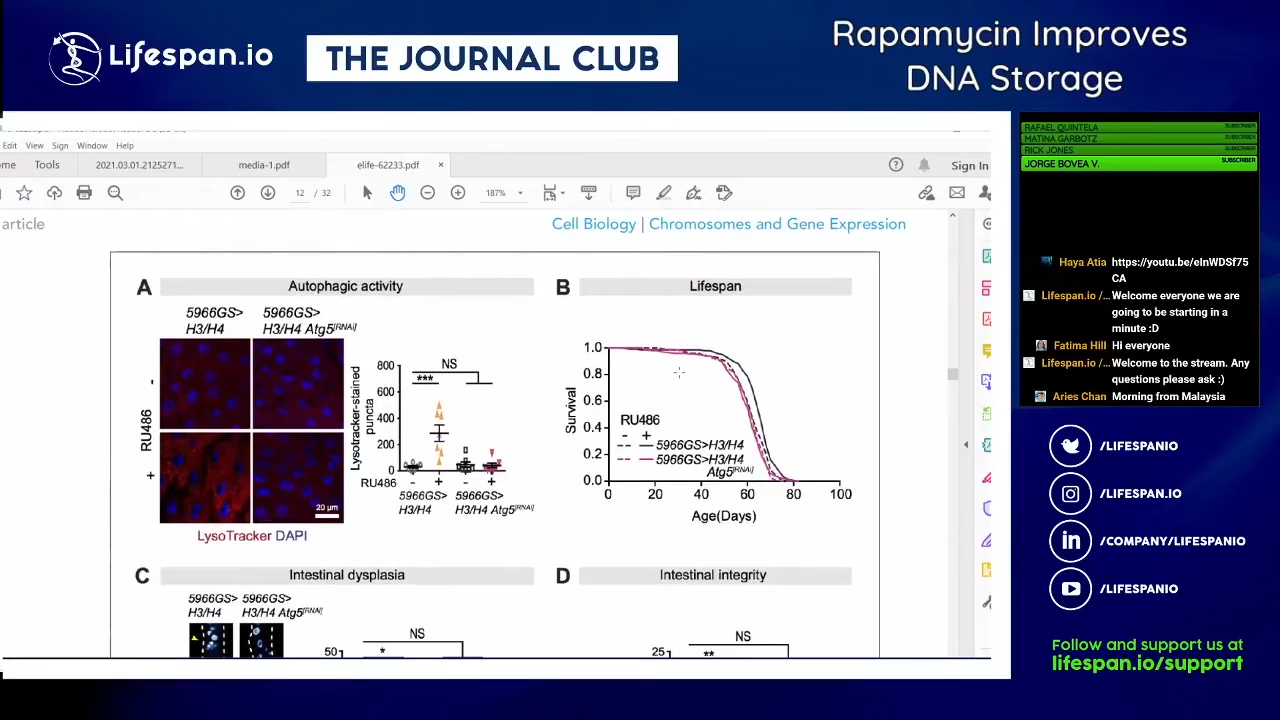 Lifespan.io
THE JOURNAL CLUB
Rapamycin Improves
DNA Storage
Edit View Sign Window Help
ome Tools 2021.03.01.2125271... media-1.pdf elife-62233.pdf × Sign In
12 / 32 187%
article
Cell Biology | Chromosomes and Gene Expression
A Autophagic activity
5966GS> 5966GS>
H3/H4 H3/H4 Atg5[RNAi]
RU486
-
+
20 µm
LysoTracker DAPI
Lysotracker-stained
puncta
800
600
400
200
0
NS
***
RU486 - + - +
5966GS> 5966GS>
H3/H4 H3/H4 Atg5[RNAi]
B Lifespan
Survival
1.0
0.8
0.6
0.4
0.2
0.0
RU486
- +
5966GS>H3/H4
5966GS>H3/H4
Atg5[RNAi]
0 20 40 60 80 100
Age(Days)
C Intestinal dysplasia
5966GS> 5966GS>
H3/H4 H3/H4 Atg5[RNAi]
50
NS
*
D Intestinal integrity
25
NS
**
RAFAEL QUINTELA SUBSCRIBER
MATINA GARBOTZ SUBSCRIBER
RICK JONES SUBSCRIBER
JORGE BOVEA V. SUBSCRIBER
Haya Atia https://youtu.be/eInWDSf75
CA
Lifespan.io /... Welcome everyone we are
going to be starting in a
minute :D
Fatima Hill Hi everyone
Lifespan.io /... Welcome to the stream. Any
questions please ask :)
Aries Chan Morning from Malaysia
/LIFESPANIO
/LIFESPAN.IO
/COMPANY/LIFESPANIO
/LIFESPANIO
Follow and support us at
lifespan.io/support